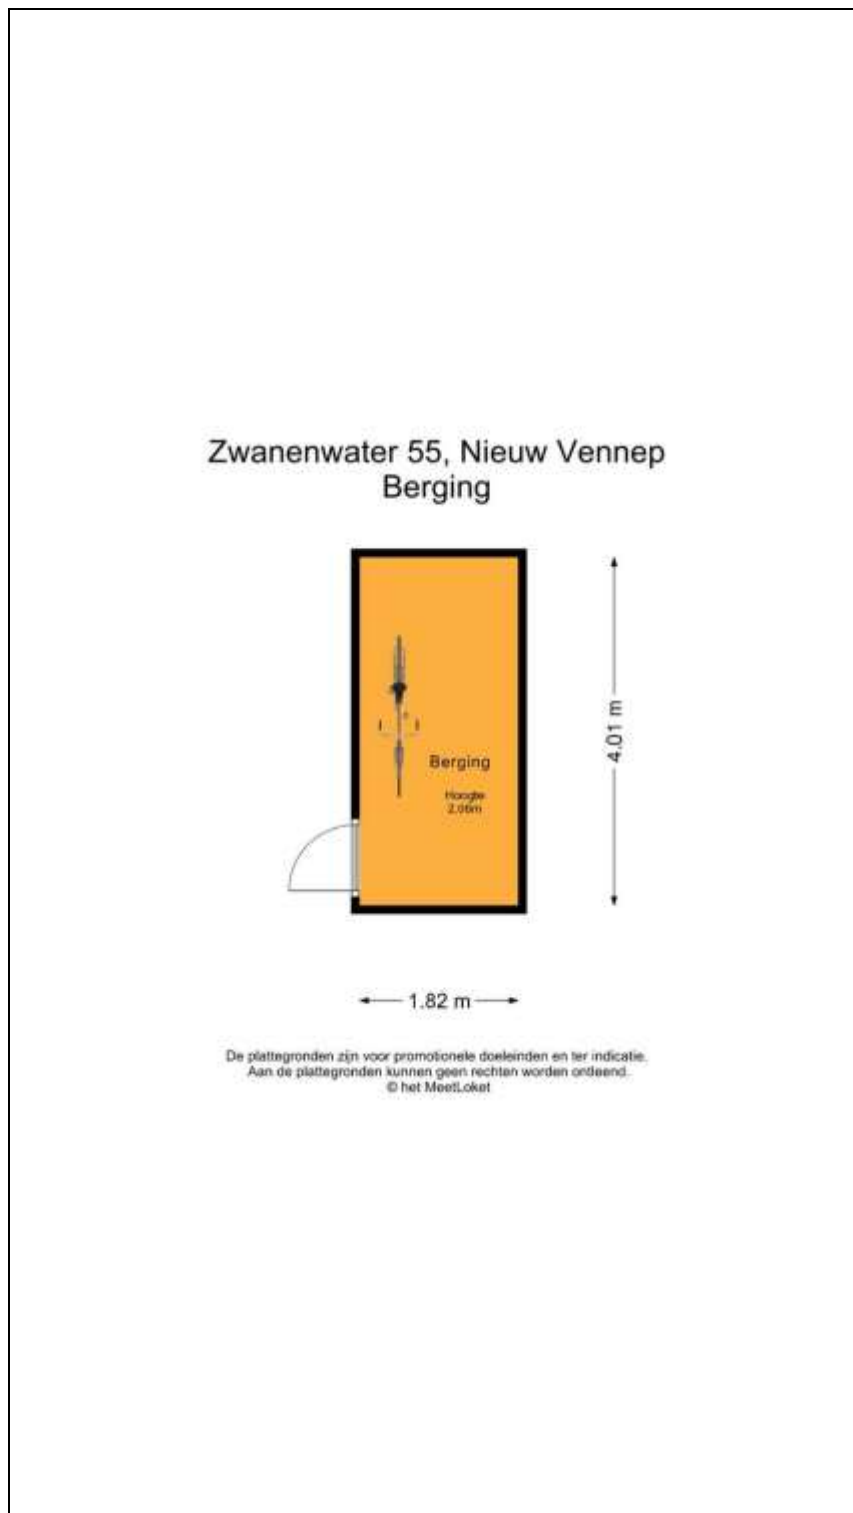 Zwanenwater 55, Nieuw Vennep
Berging
4.01 m
Berging
Hoogte
2.06m
1.82 m
De plattegronden zijn voor promotionele doeleinden en ter indicatie.
Aan de plattegronden kunnen geen rechten worden ontleend.
© het MeetLoket